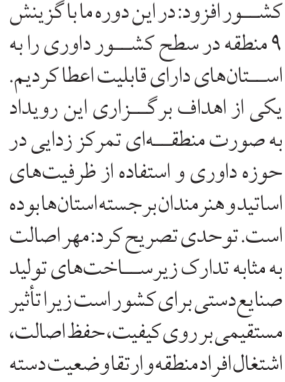 کشور افزود: در این دوره ما با گزینش
۹ منطقه در سطح کشور داوری را به
استان‌های دارای قابلیت اعطا کردیم.
یکی از اهداف برگزاری این رویداد
به صورت منطقه‌ای تمرکز زدایی در
حوزه داوری و استفاده از ظرفیت‌های
اساتید و هنرمندان برجسته استان‌ها بوده
است. توحدی تصریح کرد: مهر اصالت
به مثابه تدارک زیرساخت‌های تولید
صنایع‌دستی برای کشور است زیرا تأثیر
مستقیمی بر روی کیفیت، حفظ اصالت،
اشتغال افراد منطقه و ارتقا وضعیت دسته